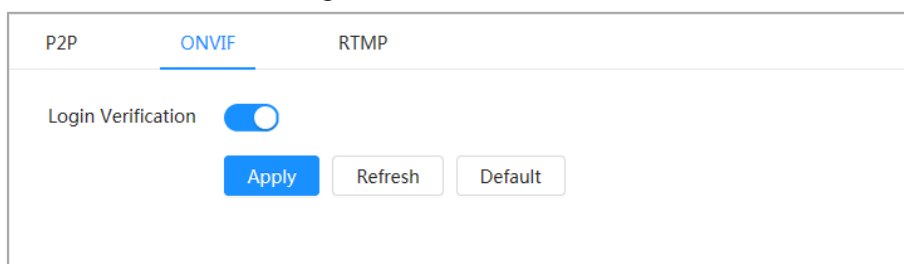 P2P ONVIF RTMP
Login Verification
Apply Refresh Default